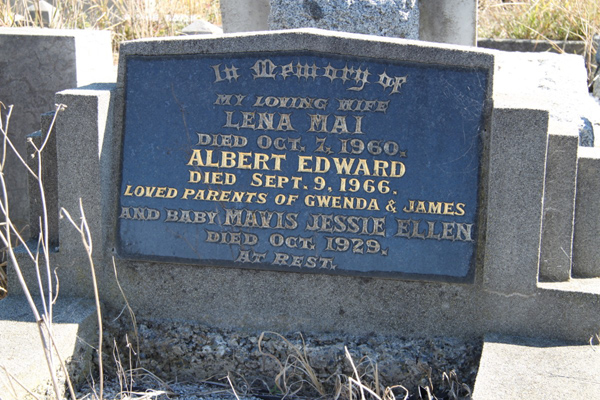 In Memory of
MY LOVING WIFE
LENA MAI
DIED OCT. 7, 1960.
ALBERT EDWARD
DIED SEPT. 9, 1966.
LOVED PARENTS OF GWENDA & JAMES
AND BABY MAVIS JESSIE ELLEN
DIED OCT. 1929.
AT REST.